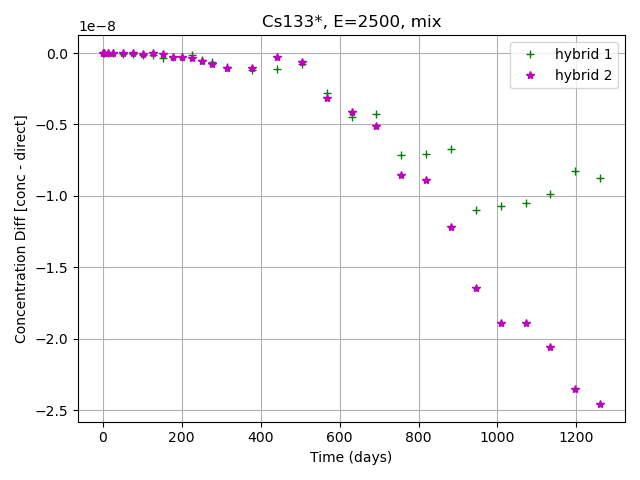 Cs133*, E=2500, mix
1e−8
hybrid 1
hybrid 2
0.0
−0.5
−1.0
−1.5
−2.0
−2.5
Concentration Diff [conc - direct]
0 200 400 600 800 1000 1200
Time (days)